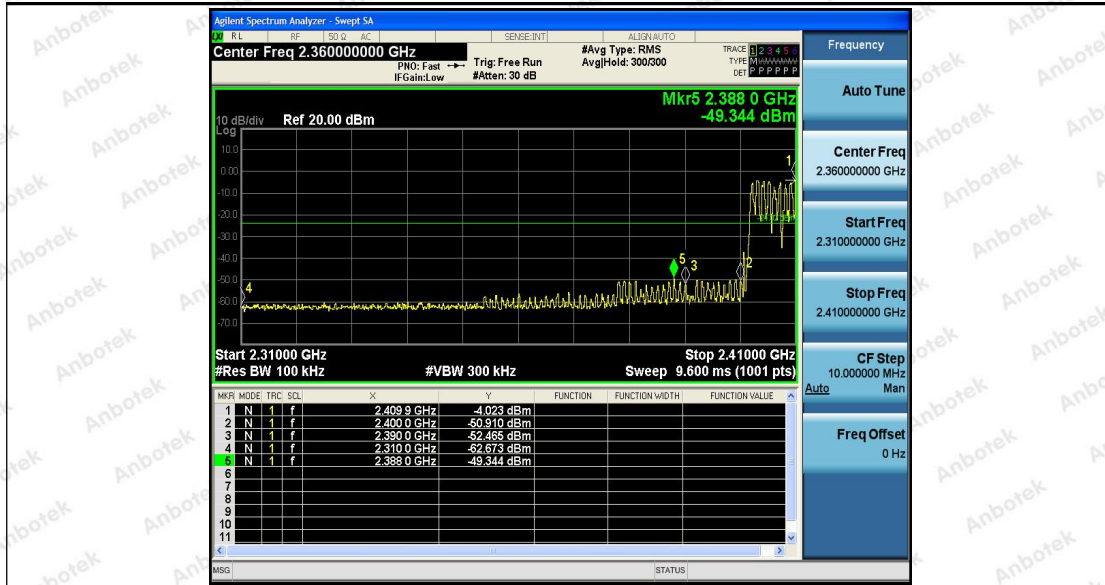 Agilent Spectrum Analyzer - Swept SA
RL RF 50 Ω AC SENSE:INT ALIGNAUTO
Center Freq 2.360000000 GHz
PNO: Fast
IFGain:Low
Trig: Free Run
#Atten: 30 dB
#Avg Type: RMS
Avg|Hold: 300/300
TRACE 1 2 3 4 5 6
TYPE M
DET P P P P P P
Mkr5 2.388 0 GHz
-49.344 dBm
10 dB/div Ref 20.00 dBm
Log
10.0
0.00
-10.0
-20.0
-30.0
-40.0
-50.0
-60.0
-70.0
1
2
3
4
5
Start 2.31000 GHz Stop 2.41000 GHz
#Res BW 100 kHz #VBW 300 kHz Sweep 9.600 ms (1001 pts)
MKR MODE TRC SCL X Y FUNCTION FUNCTION WIDTH FUNCTION VALUE
1 N 1 f 2.409 9 GHz -4.023 dBm
2 N 1 f 2.400 0 GHz -50.910 dBm
3 N 1 f 2.390 0 GHz -52.465 dBm
4 N 1 f 2.310 0 GHz -62.673 dBm
5 N 1 f 2.388 0 GHz -49.344 dBm
6
7
8
9
10
11
MSG STATUS
Frequency
Auto Tune
Center Freq
2.360000000 GHz
Start Freq
2.310000000 GHz
Stop Freq
2.410000000 GHz
CF Step
10.000000 MHz
Auto Man
Freq Offset
0 Hz
Anbotek